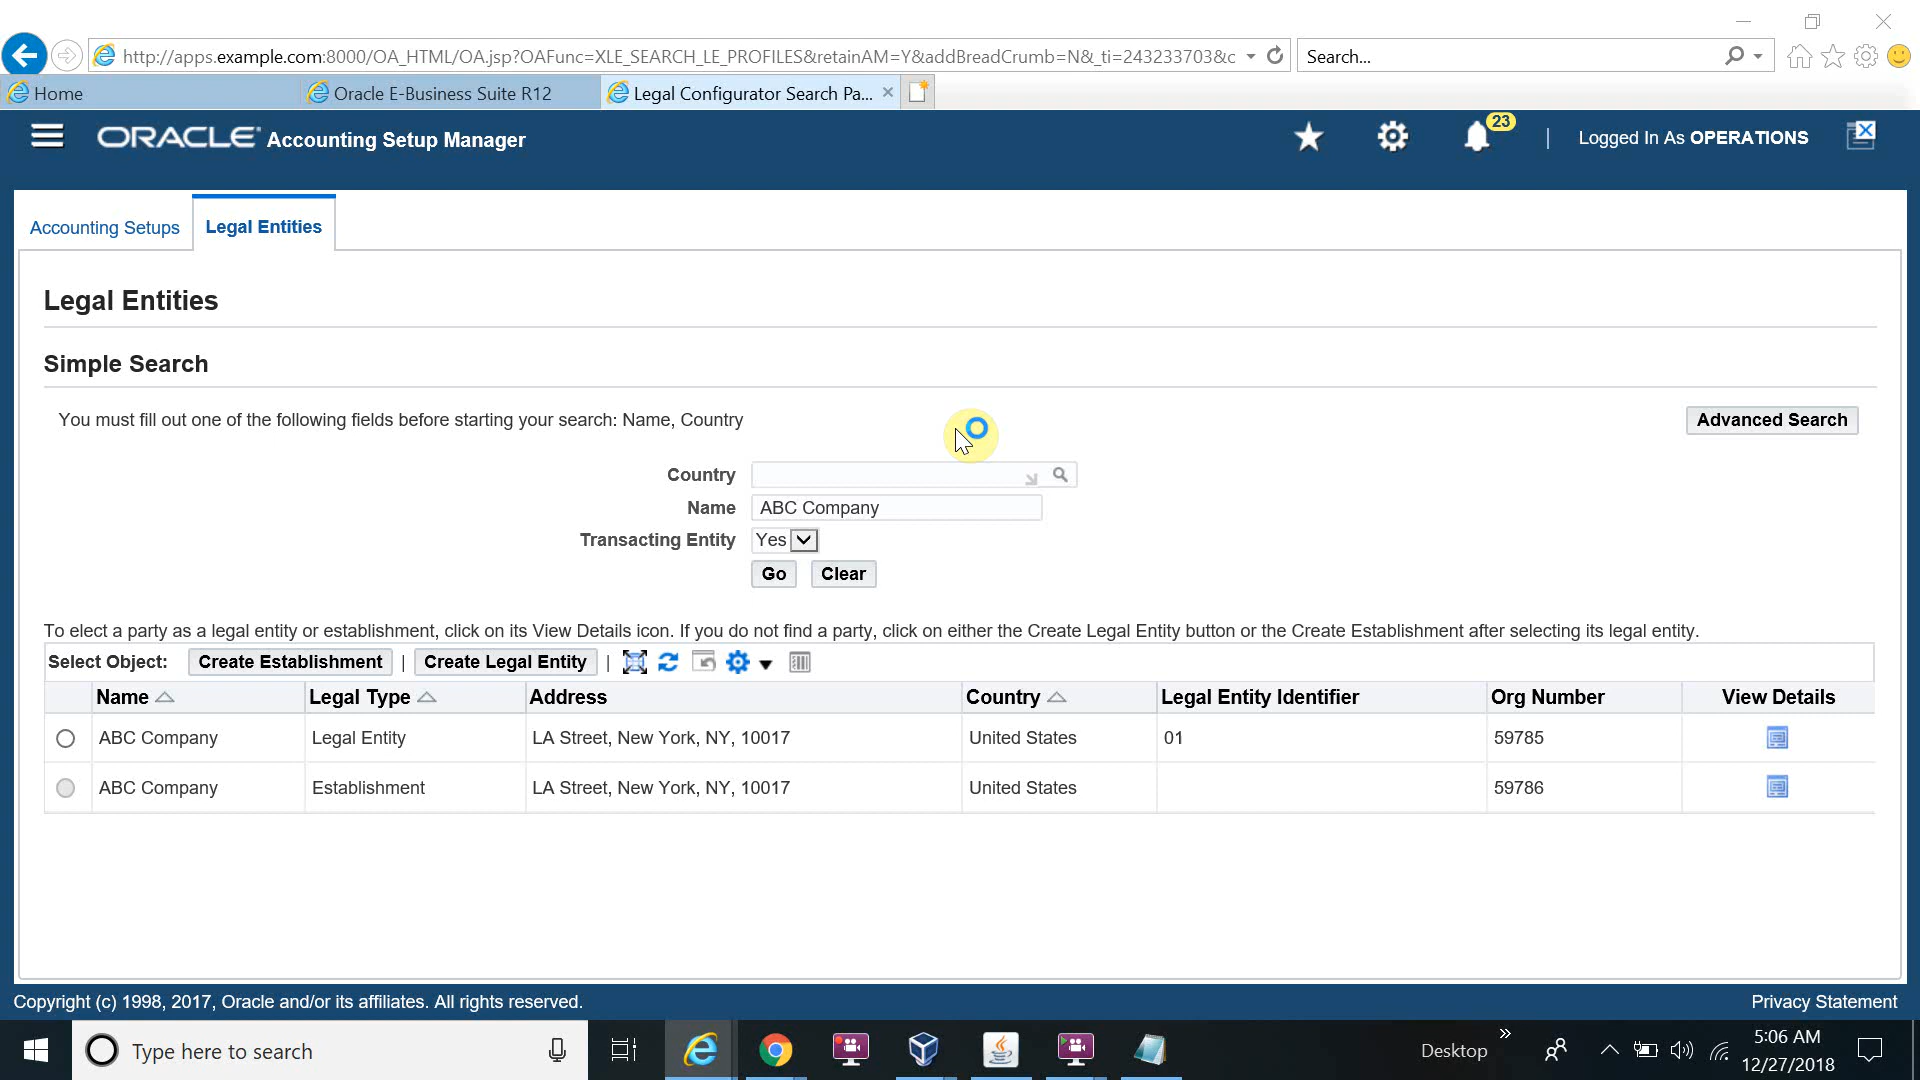 http://apps.example.com:8000/OA_HTML/OA.jsp?OAFunc=XLE_SEARCH_LE_PROFILES&retainAM=Y&addBreadCrumb=N&_ti=243233703&c
Search...
Home
Oracle E-Business Suite R12
Legal Configurator Search Pa...
ORACLE Accounting Setup Manager
23
Logged In As OPERATIONS
Accounting Setups
Legal Entities
Legal Entities
Simple Search
You must fill out one of the following fields before starting your search: Name, Country
Advanced Search
Country
Name ABC Company
Transacting Entity Yes
Go Clear
To elect a party as a legal entity or establishment, click on its View Details icon. If you do not find a party, click on either the Create Legal Entity button or the Create Establishment after selecting its legal entity.
Select Object: Create Establishment | Create Legal Entity |
Name Legal Type Address Country Legal Entity Identifier Org Number View Details
ABC Company Legal Entity LA Street, New York, NY, 10017 United States 01 59785
ABC Company Establishment LA Street, New York, NY, 10017 United States 59786
Copyright (c) 1998, 2017, Oracle and/or its affiliates. All rights reserved.
Privacy Statement
Type here to search
Desktop
5:06 AM
12/27/2018